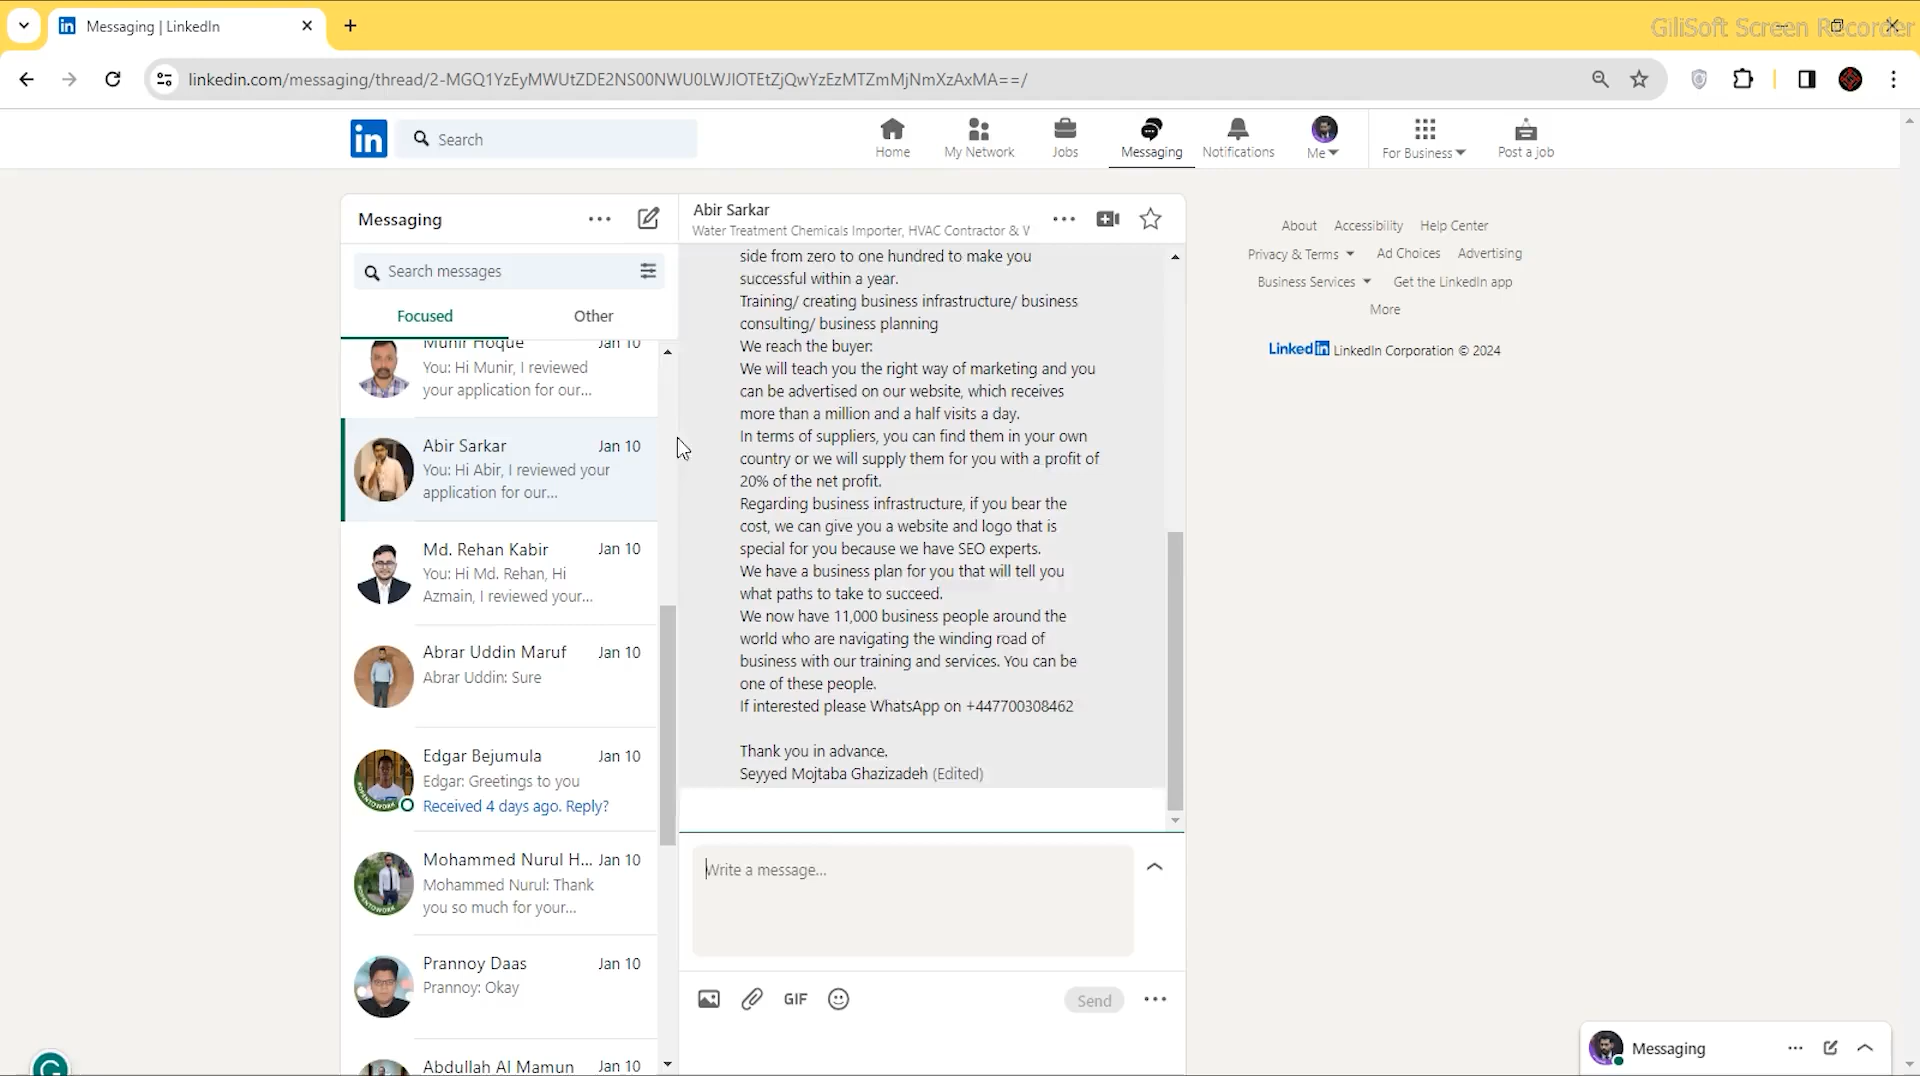 Messaging | LinkedIn
GiliSoft Screen Recorder
linkedin.com/messaging/thread/2-MGQ1YzEyMWUtZDE2NS00NWU0LWJlOTEtZjQwYzEzMTZmMjNmXzAxMA==/
in
Search
Home
My Network
Jobs
Messaging
Notifications
Me
For Business
Post a job
Messaging
Search messages
Focused
Other
Munir Hoque Jan 10
You: Hi Munir, I reviewed
your application for our...
Abir Sarkar Jan 10
You: Hi Abir, I reviewed your
application for our...
Md. Rehan Kabir Jan 10
You: Hi Md. Rehan, Hi
Azmain, I reviewed your...
Abrar Uddin Maruf Jan 10
Abrar Uddin: Sure
Edgar Bejumula Jan 10
Edgar: Greetings to you
Received 4 days ago. Reply?
Mohammed Nurul H... Jan 10
Mohammed Nurul: Thank
you so much for your...
Prannoy Daas Jan 10
Prannoy: Okay
Abdullah Al Mamun Jan 10
Abir Sarkar
Water Treatment Chemicals Importer, HVAC Contractor & V
side from zero to one hundred to make you
successful within a year.
Training/ creating business infrastructure/ business
consulting/ business planning
We reach the buyer:
We will teach you the right way of marketing and you
can be advertised on our website, which receives
more than a million and a half visits a day.
In terms of suppliers, you can find them in your own
country or we will supply them for you with a profit of
20% of the net profit.
Regarding business infrastructure, if you bear the
cost, we can give you a website and logo that is
special for you because we have SEO experts.
We have a business plan for you that will tell you
what paths to take to succeed.
We now have 11,000 business people around the
world who are navigating the winding road of
business with our training and services. You can be
one of these people.
If interested please WhatsApp on +447700308462
Thank you in advance.
Seyyed Mojtaba Ghazizadeh (Edited)
Write a message...
GIF
Send
About Accessibility Help Center
Privacy & Terms Ad Choices Advertising
Business Services Get the LinkedIn app
More
LinkedIn LinkedIn Corporation © 2024
Messaging